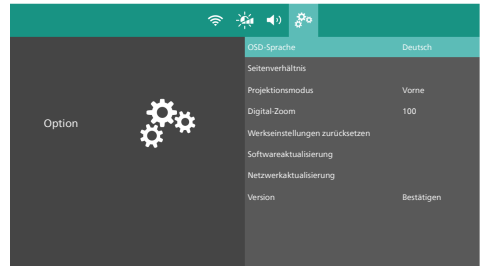 Option
OSD-Sprache Deutsch
Seitenverhältnis
Projektionsmodus Vorne
Digital-Zoom 100
Werkseinstellungen zurücksetzen
Softwareaktualisierung
Netzwerkaktualisierung
Version Bestätigen